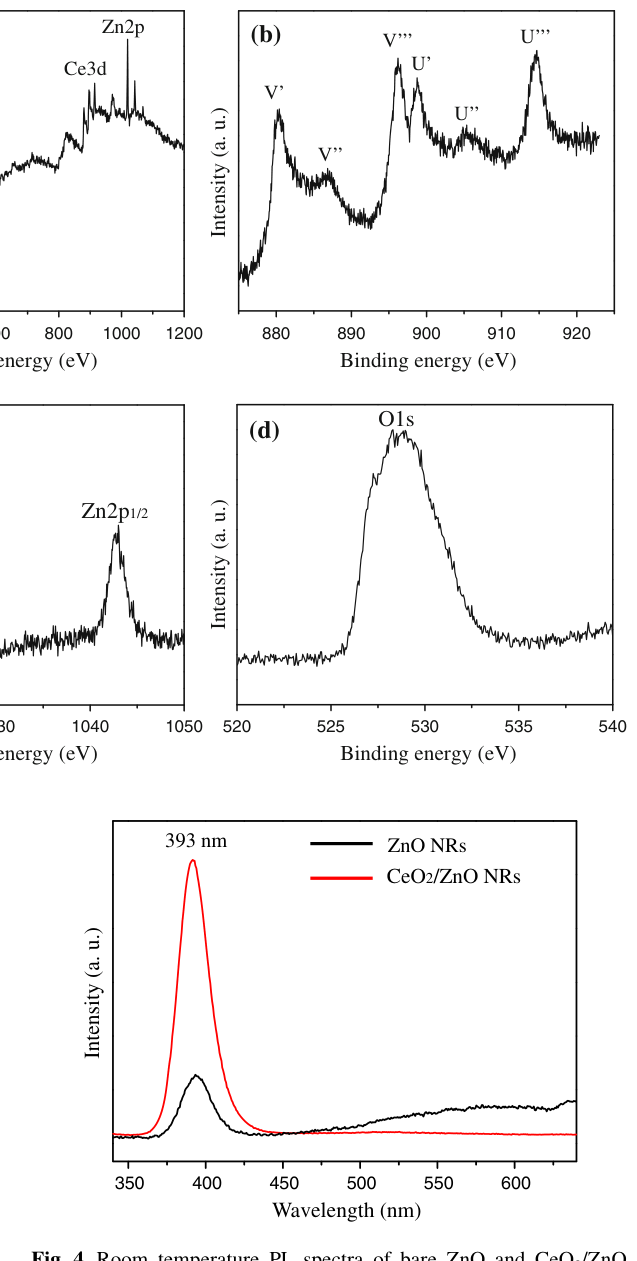 Zn2p
Ce3d
800 1000 1200
energy (eV)
(b)
V’
V’’
V’’’
U’
U’’
U’’’
Intensity (a. u.)
880 890 900 910 920
Binding energy (eV)
Zn2p1/2
1040 1050
energy (eV)
(d)
O1s
Intensity (a. u.)
520 525 530 535 540
Binding energy (eV)
393 nm
ZnO NRs
CeO2/ZnO NRs
Intensity (a. u.)
350 400 450 500 550 600
Wavelength (nm)
Fig. 4 Room temperature PL spectra of bare ZnO and CeO2/ZnO